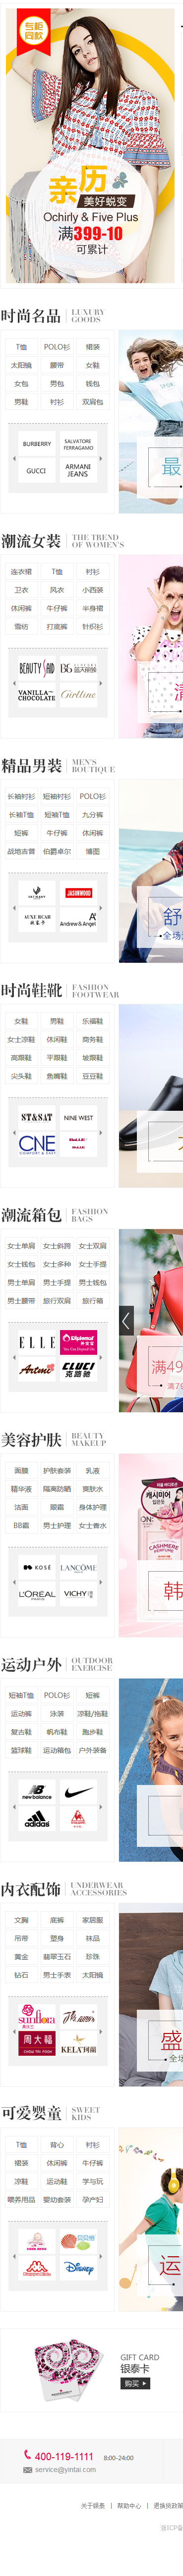 专柜
同款
亲历
美好蜕变
Ochirly & Five Plus
满399-10
可累计
时尚名品 LUXURY GOODS
T恤 POLO衫 裙装
太阳镜 腰带 女鞋
女包 男包 钱包
男鞋 衬衫 双肩包
BURBERRY SALVATORE FERRAGAMO
GUCCI ARMANI JEANS
最
潮流女装 THE TREND OF WOMEN'S
连衣裙 T恤 衬衫
卫衣 风衣 小西装
休闲裤 牛仔裤 半身裙
雪纺 打底裤 针织衫
VANILLA CHOCOLATE Girlline
精品男装 MEN'S BOUTIQUE
长袖衬衫 短袖衬衫 POLO衫
长袖T恤 短袖T恤 九分裤
短裤 牛仔裤 休闲裤
战地吉普 伯爵卓尔 博图
JASONWOOD
Andrew & Angel
舒
全场
时尚鞋靴 FASHION FOOTWEAR
女鞋 男鞋 乐福鞋
女士凉鞋 休闲鞋 商务鞋
高跟鞋 平跟鞋 坡跟鞋
尖头鞋 鱼嘴鞋 豆豆鞋
ST&SAT NINE WEST
CNE COMFORT & EASY
潮流箱包 FASHION BAGS
女士单肩 女士斜跨 女士双肩
女士钱包 女士多种 女士手提
男士单肩 男士手提 男士钱包
男士腰带 旅行双肩 旅行箱
ELLE Diplomat
Artmi CLUCI
满49
满7
美容护肤 BEAUTY MAKEUP
面膜 护肤套装 乳液
精华液 隔离防晒 爽肤水
洁面 眼霜 身体护理
BB霜 男士护理 女士香水
KOSÉ LANCÔME
L'ORÉAL PARIS VICHY
캐시미어
CASHMERE
韩
运动户外 OUTDOOR EXERCISE
短袖T恤 POLO衫 短裤
运动裤 泳装 凉鞋/拖鞋
复古鞋 帆布鞋 跑步鞋
篮球鞋 运动箱包 户外装备
new balance
adidas
内衣配饰 UNDERWEAR ACCESSORIES
文胸 底裤 家居服
吊带 塑身 袜品
黄金 翡翠玉石 珍珠
钻石 男士手表 太阳镜
sunflora
周大福 KELA珂兰
盛
全场
可爱婴童 SWEET KIDS
T恤 背心 衬衫
裙装 休闲裤 牛仔裤
凉鞋 运动鞋 学与玩
喂养用品 婴幼套装 孕产妇
Disney
运
GIFT CARD
银泰卡
购买
400-119-1111 8:00-24:00
service@yintai.com
关于银泰 | 帮助中心 | 退换货政策
浙ICP备